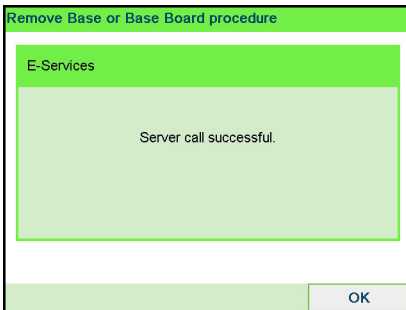 Remove Base or Base Board procedure
E-Services
Server call successful.
OK